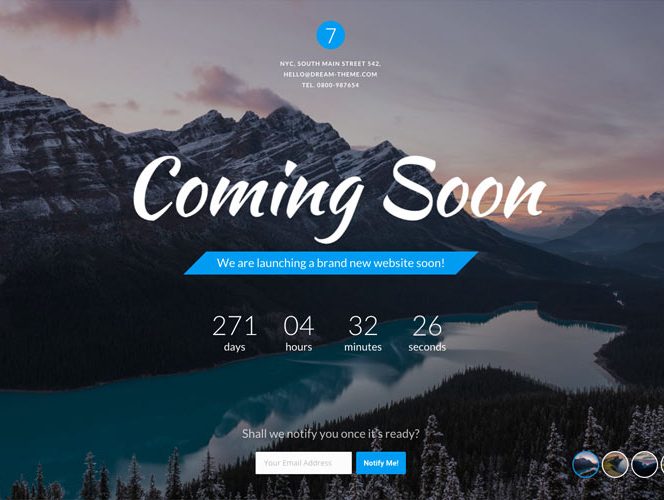 7
NYC, SOUTH MAIN STREET 542,
HELLO@DREAM-THEME.COM
TEL. 0800-987654
Coming Soon
We are launching a brand new website soon!
271 04 32 26
days hours minutes seconds
Shall we notify you once it's ready?
Your Email Address Notify Me!